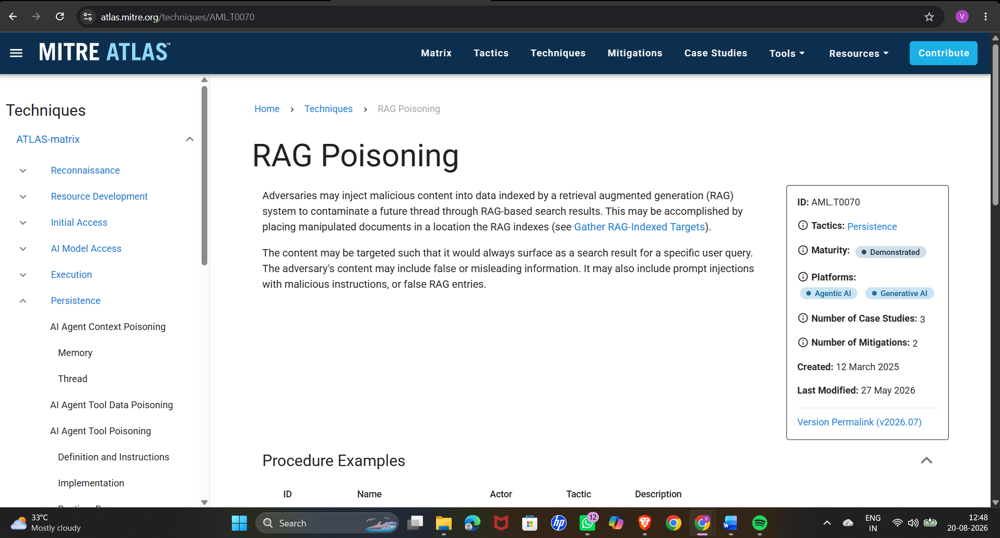 atlas.mitre.org/techniques/AML.T0070
V
MITRE ATLAS™
Matrix
Tactics
Techniques
Mitigations
Case Studies
Tools
Resources
Contribute
Techniques
ATLAS-matrix
Reconnaissance
Resource Development
Initial Access
AI Model Access
Execution
Persistence
AI Agent Context Poisoning
Memory
Thread
AI Agent Tool Data Poisoning
AI Agent Tool Poisoning
Definition and Instructions
Implementation
Home > Techniques > RAG Poisoning
RAG Poisoning
Adversaries may inject malicious content into data indexed by a retrieval augmented generation (RAG)
system to contaminate a future thread through RAG-based search results. This may be accomplished by
placing manipulated documents in a location the RAG indexes (see Gather RAG-Indexed Targets).
The content may be targeted such that it would always surface as a search result for a specific user query.
The adversary's content may include false or misleading information. It may also include prompt injections
with malicious instructions, or false RAG entries.
ID: AML.T0070
Tactics: Persistence
Maturity: Demonstrated
Platforms:
Agentic AI
Generative AI
Number of Case Studies: 3
Number of Mitigations: 2
Created: 12 March 2025
Last Modified: 27 May 2026
Version Permalink (v2026.07)
Procedure Examples
ID
Name
Actor
Tactic
Description
33°C
Mostly cloudy
Search
hp
12
V
W
ENG
IN
12:48
20-08-2026